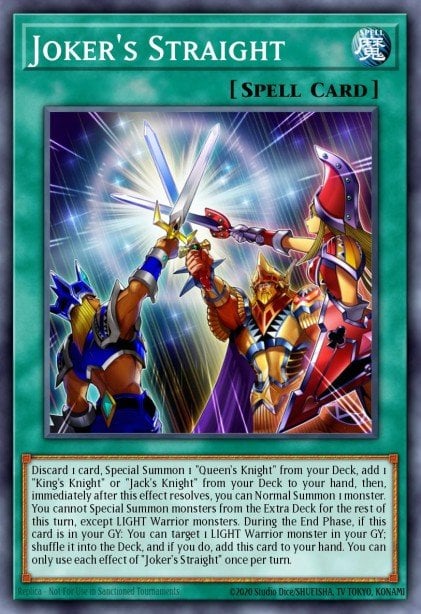 JOKER'S STRAIGHT
SPELL
魔
[ SPELL CARD ]
Discard 1 card, Special Summon 1 "Queen's Knight" from your Deck, add 1
"King's Knight" or "Jack's Knight" from your Deck to your hand, then,
immediately after this effect resolves, you can Normal Summon 1 monster.
You cannot Special Summon monsters from the Extra Deck for the rest of
this turn, except LIGHT Warrior monsters. During the End Phase, if this
card is in your GY: You can target 1 LIGHT Warrior monster in your GY;
shuffle it into the Deck, and if you do, add this card to your hand. You can
only use each effect of "Joker's Straight" once per turn.
Replica - Not For Use in Sanctioned Tournaments
©2020 Studio Dice/SHUEISHA, TV TOKYO, KONAMI